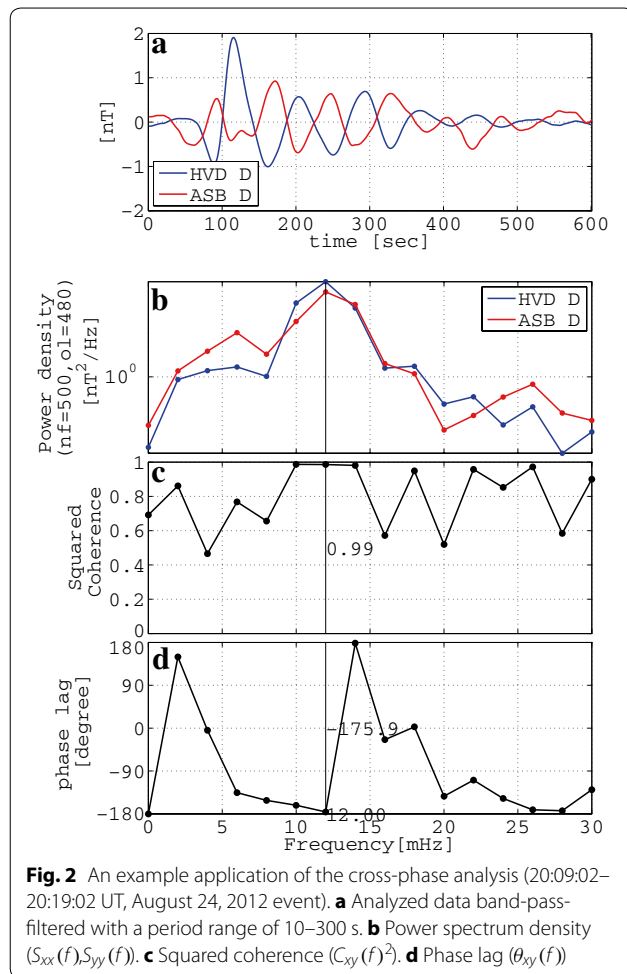 a
2
1
0
-1
-2
[nT]
HVD D
ASB D
0 100 200 300 400 500 600
time [sec]
b
Power density
(nf=500,ol=480)
[nT²/Hz]
10⁰
HVD D
ASB D
c
1
0.8
0.6
0.4
0.2
0
Squared
Coherence
0.99
d
180
90
0
-90
-180
phase lag
[degree]
-175.9
12.00
0 5 10 15 20 25 30
Frequency[mHz]
Fig. 2 An example application of the cross-phase analysis (20:09:02–
20:19:02 UT, August 24, 2012 event). a Analyzed data band-pass-
filtered with a period range of 10–300 s. b Power spectrum density
(Sxx(f),Syy(f)). c Squared coherence (Cxy(f)²). d Phase lag (θxy(f))